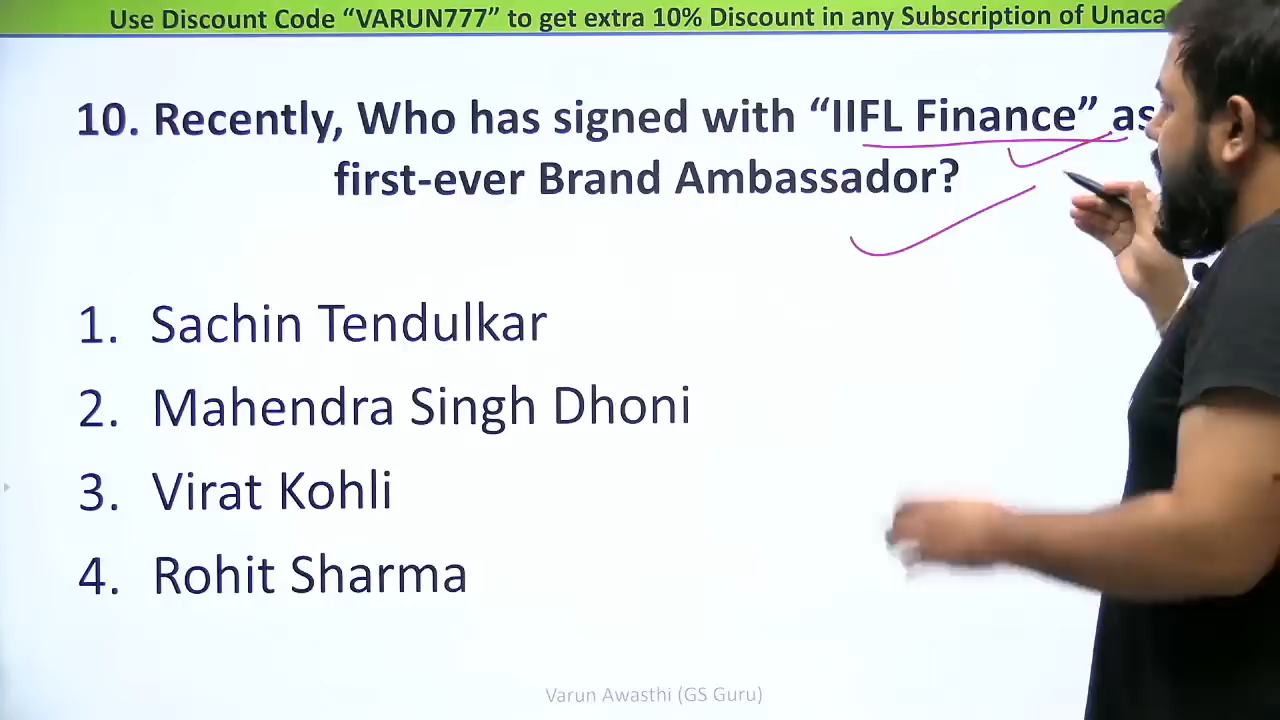 Use Discount Code “VARUN777” to get extra 10% Discount in any Subscription of
10. Recently, Who has signed with “IIFL Finance” as
first-ever Brand Ambassador?
1. Sachin Tendulkar
2. Mahendra Singh Dhoni
3. Virat Kohli
4. Rohit Sharma
Varun Awasthi (GS Guru)